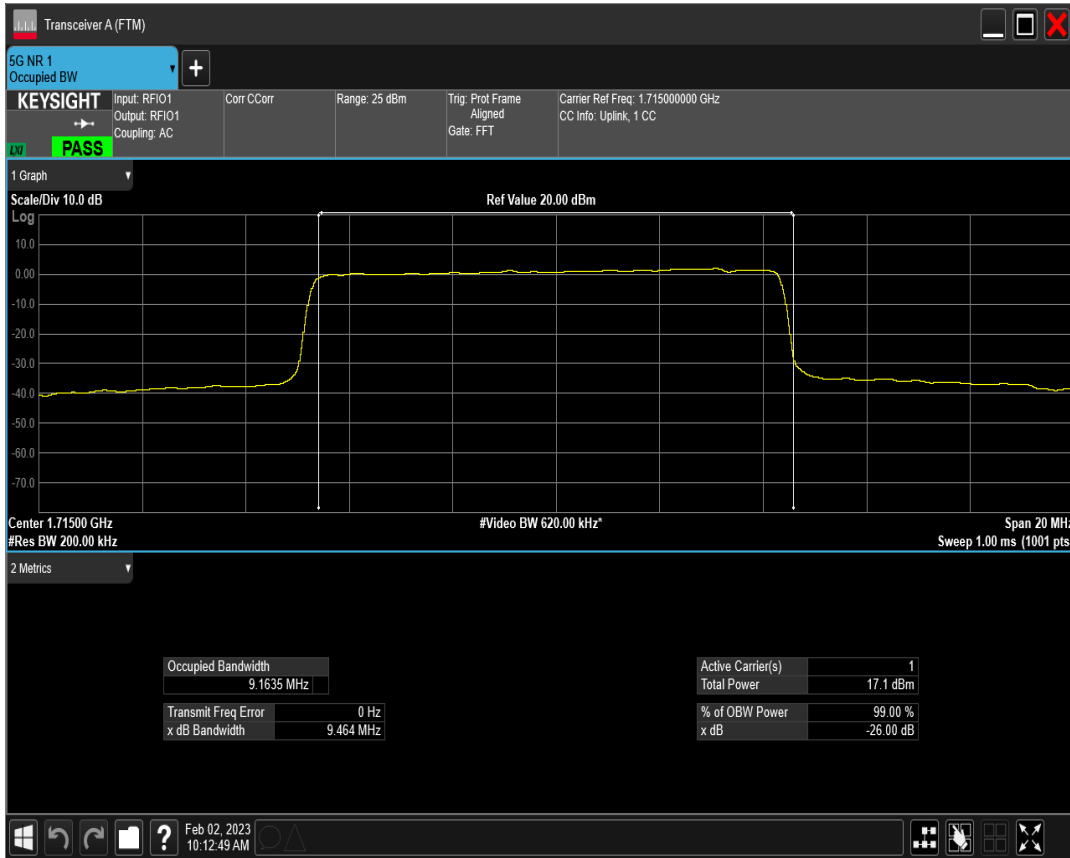 Transceiver A (FTM)
5G NR 1
Occupied BW
+
KEYSIGHT
LXI
PASS
Input: RFIO1
Output: RFIO1
Coupling: AC
Corr CCorr
Range: 25 dBm
Trig: Prot Frame
Aligned
Gate: FFT
Carrier Ref Freq: 1.715000000 GHz
CC Info: Uplink, 1 CC
1 Graph
Scale/Div 10.0 dB
Ref Value 20.00 dBm
Log
10.0
0.00
-10.0
-20.0
-30.0
-40.0
-50.0
-60.0
-70.0
Center 1.71500 GHz
#Video BW 620.00 kHz*
Span 20 MHz
#Res BW 200.00 kHz
Sweep 1.00 ms (1001 pts
2 Metrics
Occupied Bandwidth
9.1635 MHz
Transmit Freq Error 0 Hz
x dB Bandwidth 9.464 MHz
Active Carrier(s) 1
Total Power 17.1 dBm
% of OBW Power 99.00 %
x dB -26.00 dB
?
Feb 02, 2023
10:12:49 AM